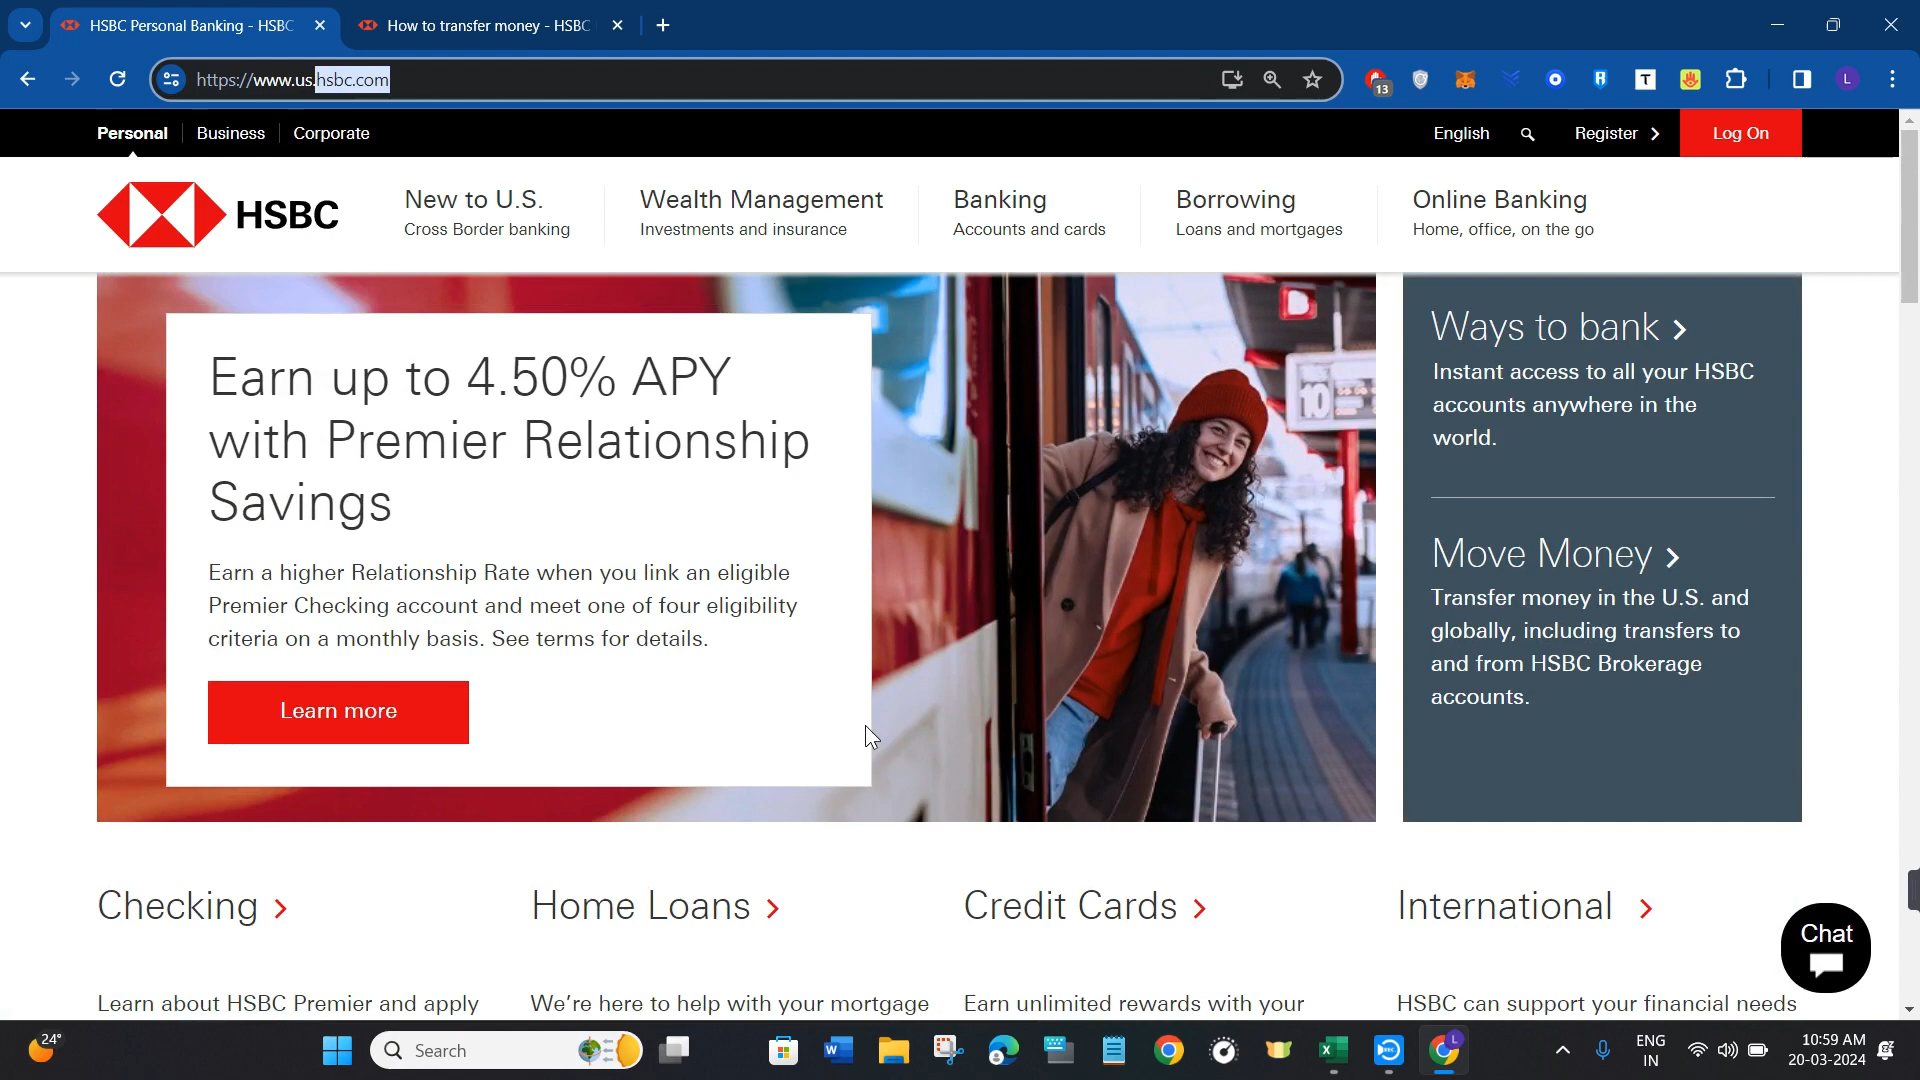 HSBC Personal Banking - HSBC
How to transfer money - HSBC
https://www.us.hsbc.com
13
T
L
Personal
Business
Corporate
English
Register
Log On
HSBC
New to U.S.
Cross Border banking
Wealth Management
Investments and insurance
Banking
Accounts and cards
Borrowing
Loans and mortgages
Online Banking
Home, office, on the go
Earn up to 4.50% APY
with Premier Relationship
Savings
Earn a higher Relationship Rate when you link an eligible
Premier Checking account and meet one of four eligibility
criteria on a monthly basis. See terms for details.
Learn more
10
Ways to bank
Instant access to all your HSBC
accounts anywhere in the
world.
Move Money
Transfer money in the U.S. and
globally, including transfers to
and from HSBC Brokerage
accounts.
Checking
Home Loans
Credit Cards
International
Chat
Learn about HSBC Premier and apply
We're here to help with your mortgage
Earn unlimited rewards with your
HSBC can support your financial needs
24°
Search
L
ENG
IN
10:59 AM
20-03-2024